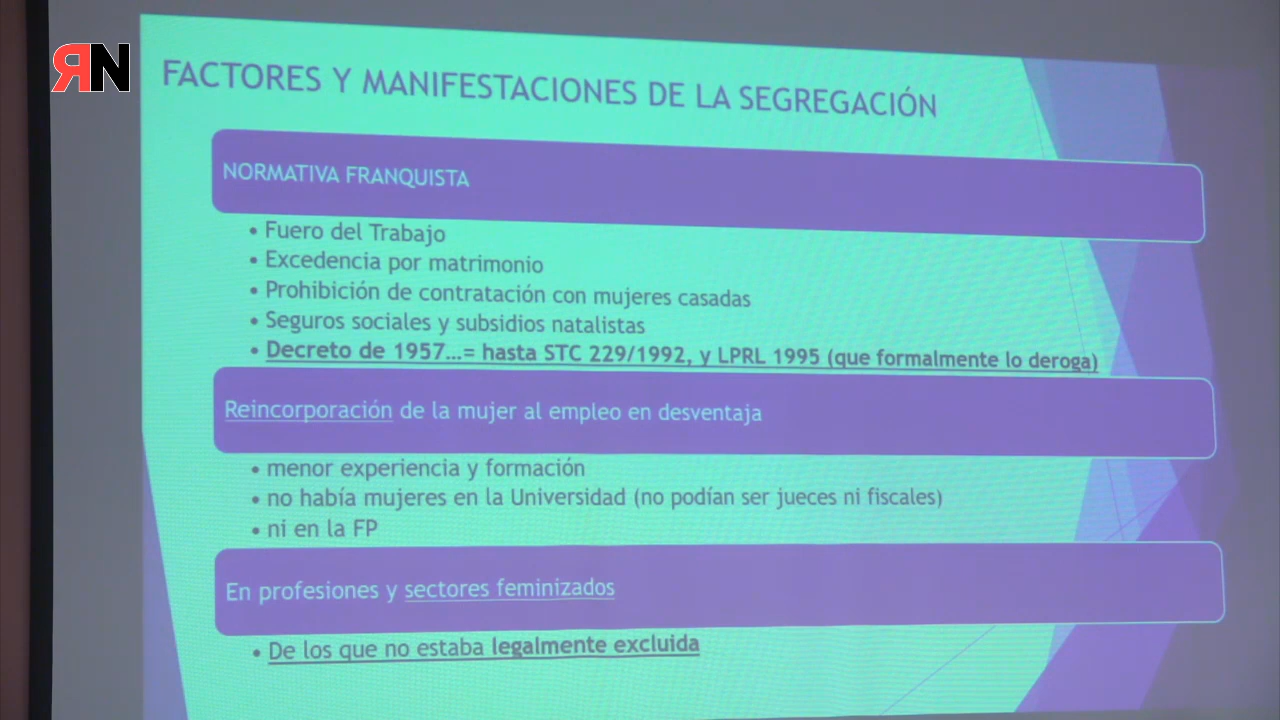 ЯN
FACTORES Y MANIFESTACIONES DE LA SEGREGACIÓN
NORMATIVA FRANQUISTA
• Fuero del Trabajo
• Excedencia por matrimonio
• Prohibición de contratación con mujeres casadas
• Seguros sociales y subsidios natalistas
• Decreto de 1957...= hasta STC 229/1992, y LPRL 1995 (que formalmente lo deroga)
Reincorporación de la mujer al empleo en desventaja
• menor experiencia y formación
• no había mujeres en la Universidad (no podían ser jueces ni fiscales)
• ni en la FP
En profesiones y sectores feminizados
• De los que no estaba legalmente excluida